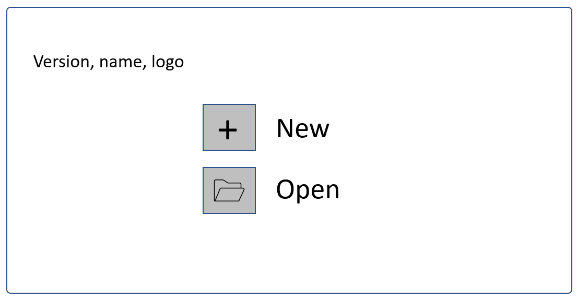 Version, name, logo
+ New
Open